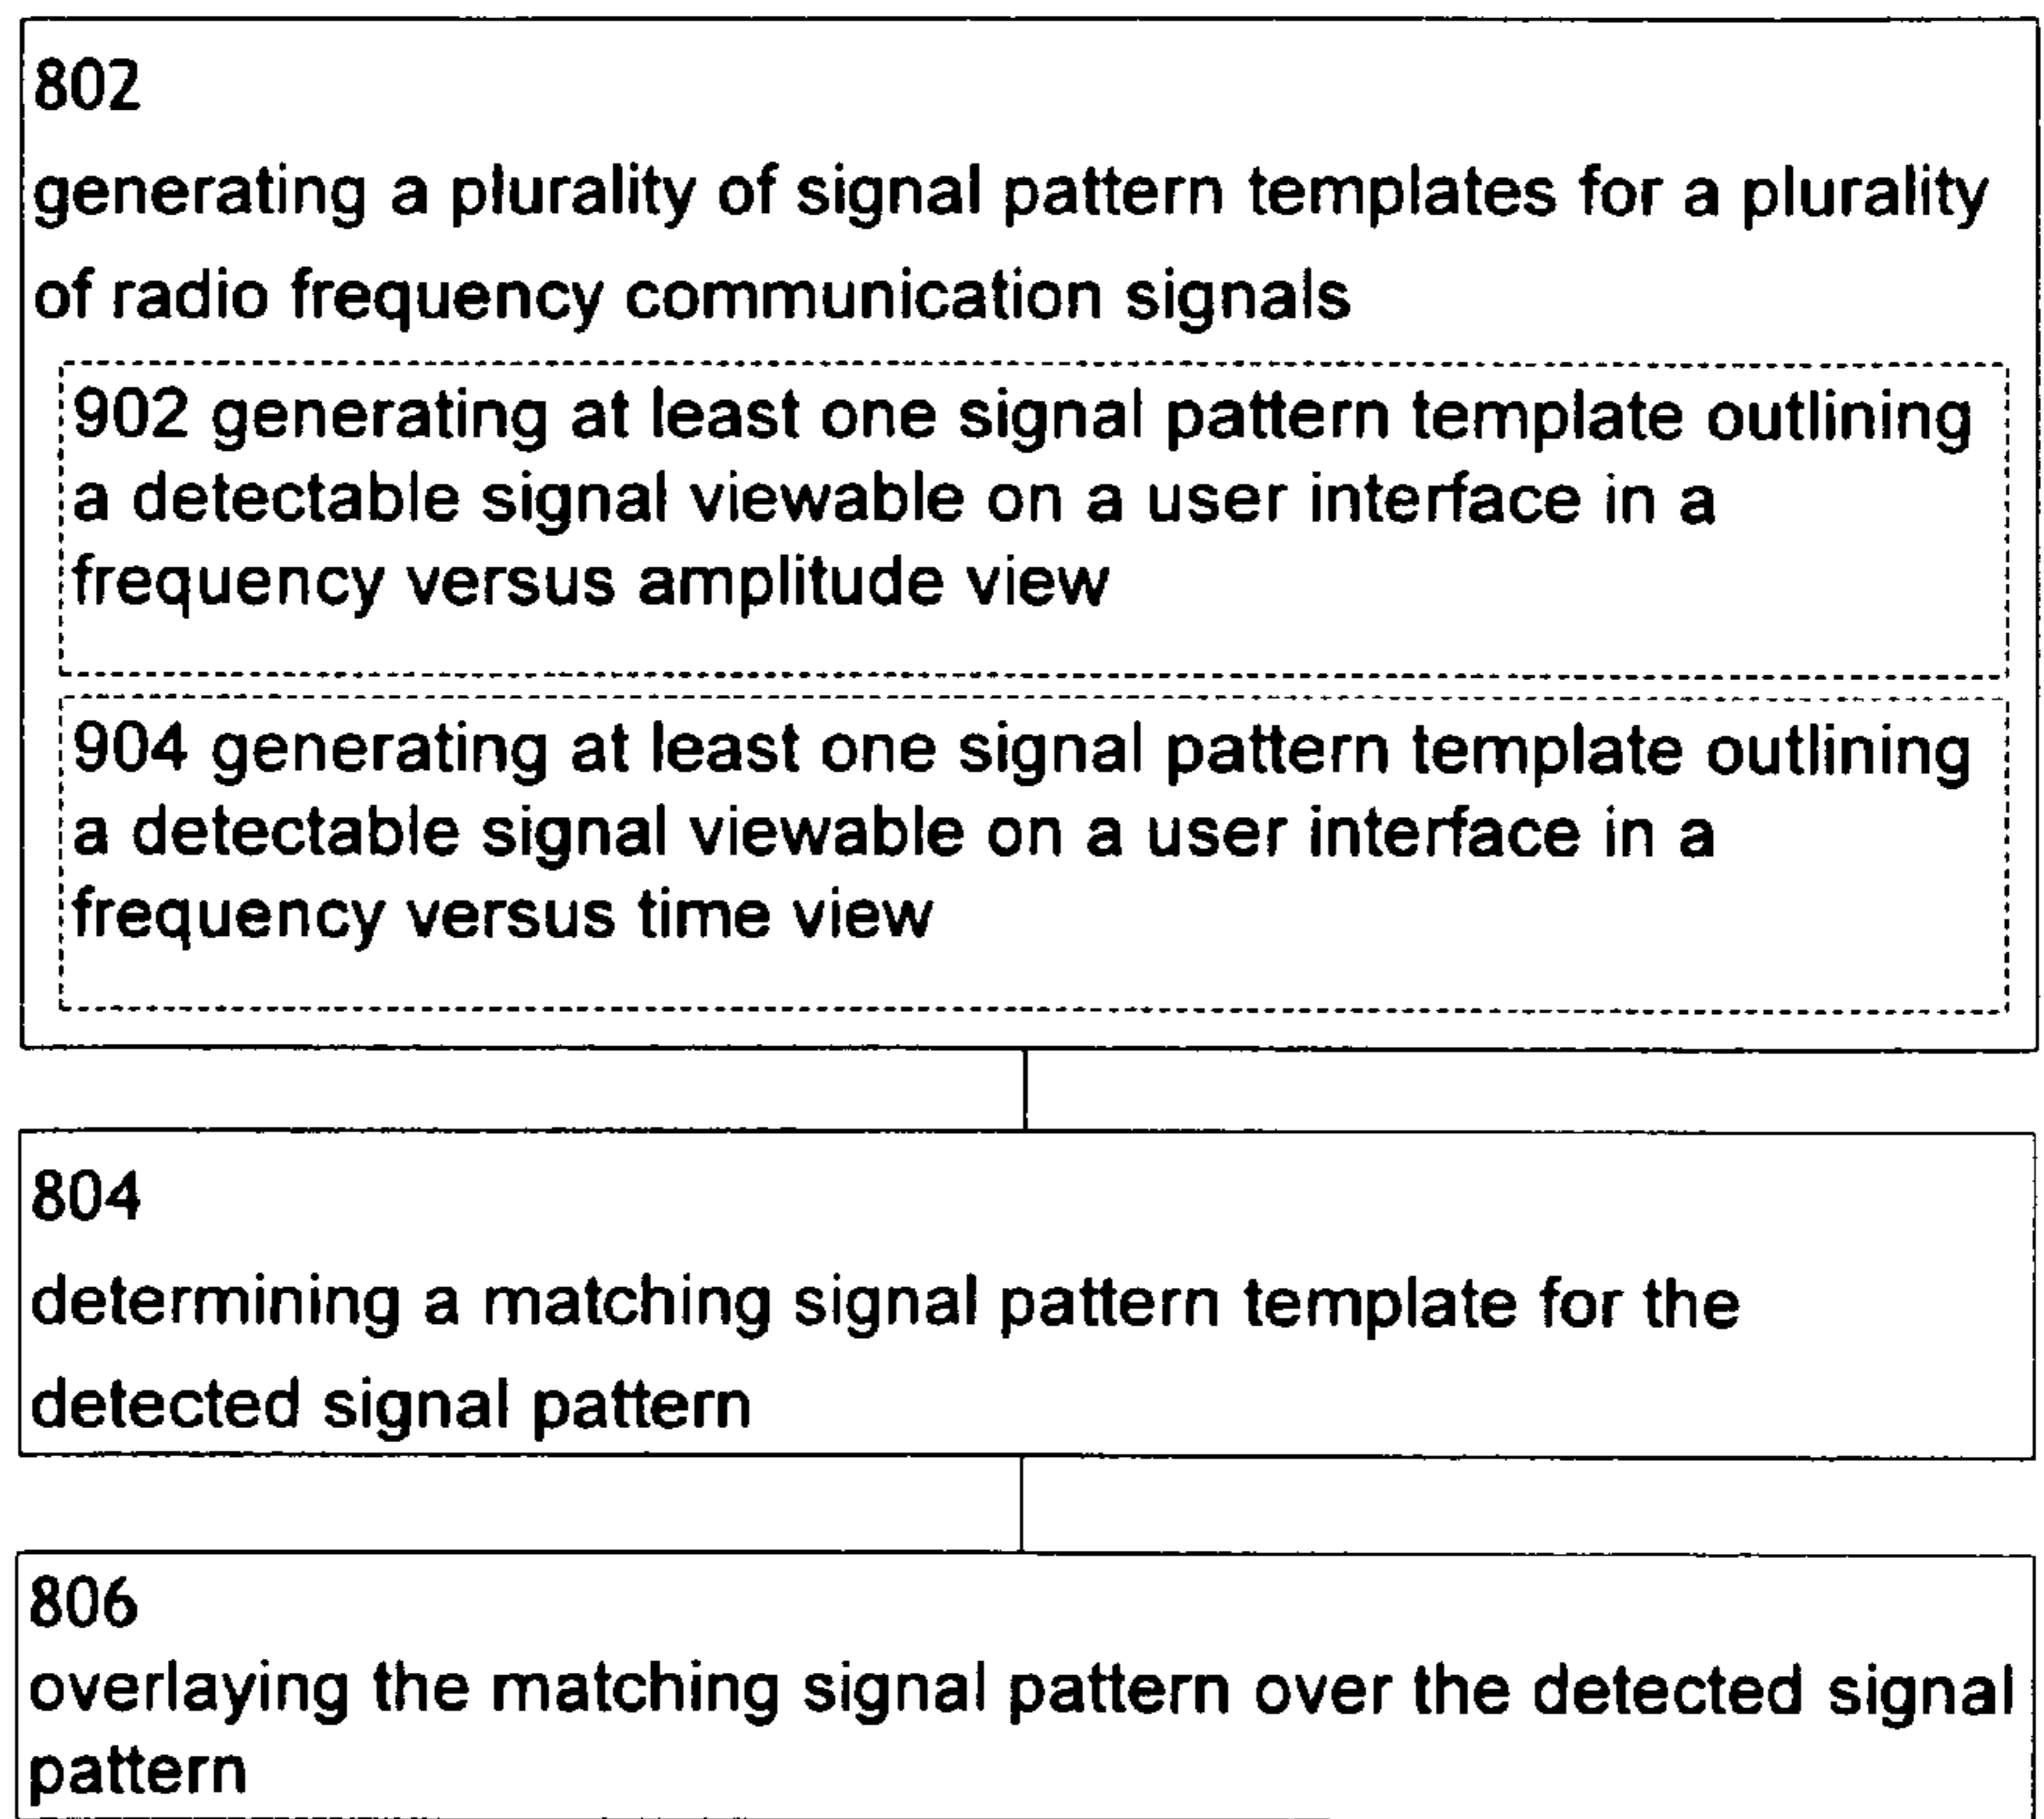 802
generating a plurality of signal pattern templates for a plurality
of radio frequency communication signals
902 generating at least one signal pattern template outlining
a detectable signal viewable on a user interface in a
frequency versus amplitude view
904 generating at least one signal pattern template outlining
a detectable signal viewable on a user interface in a
frequency versus time view
804
determining a matching signal pattern template for the
detected signal pattern
806
overlaying the matching signal pattern over the detected signal
pattern